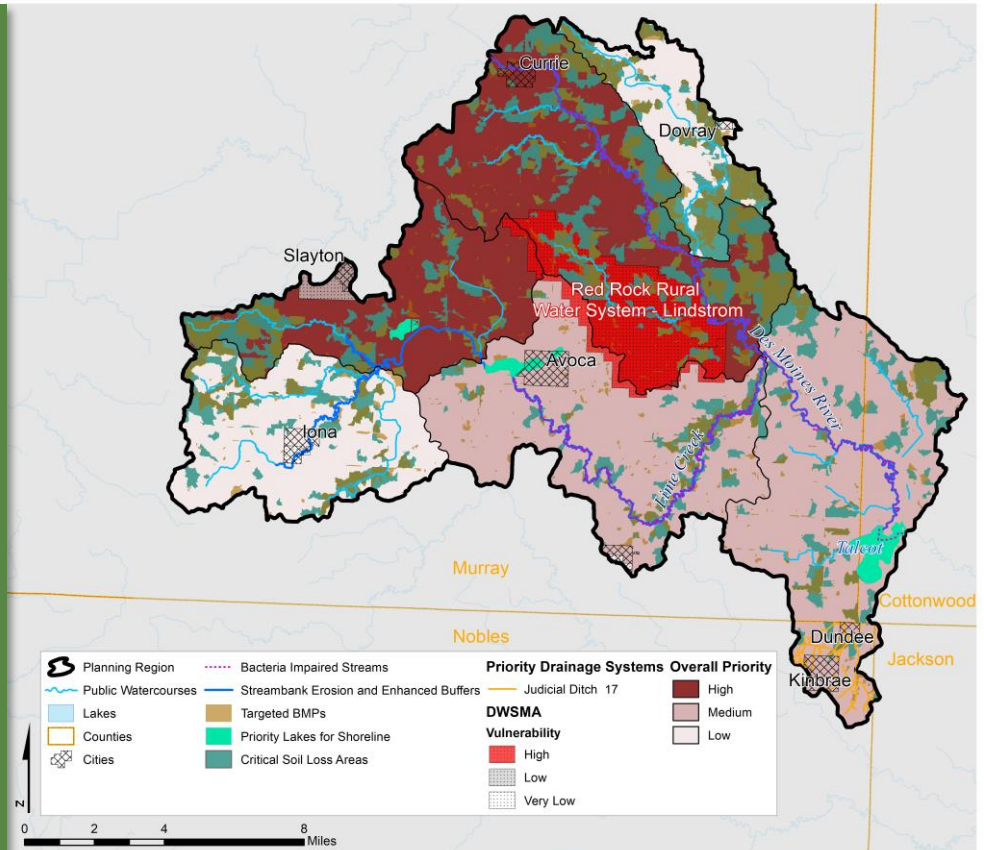 Currie
Dovray
Slayton
Red Rock Rural
Water System - Lindstrom
Avoca
Des Moines River
Iona
Lime Creek
Talcot
Murray
Cottonwood
Nobles
Dundee
Jackson
Kinbrae
Planning Region
Public Watercourses
Lakes
Counties
Cities
Bacteria Impaired Streams
Streambank Erosion and Enhanced Buffers
Targeted BMPs
Priority Lakes for Shoreline
Critical Soil Loss Areas
Priority Drainage Systems
Judicial Ditch 17
DWSMA
Vulnerability
High
Low
Very Low
Overall Priority
High
Medium
Low
N
0 2 4 8
Miles